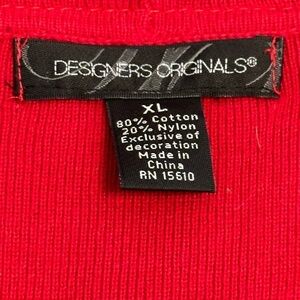 DESIGNERS ORIGINALS®
XL
80% Cotton
20% Nylon
Exclusive of
decoration
Made in
China
RN 15610